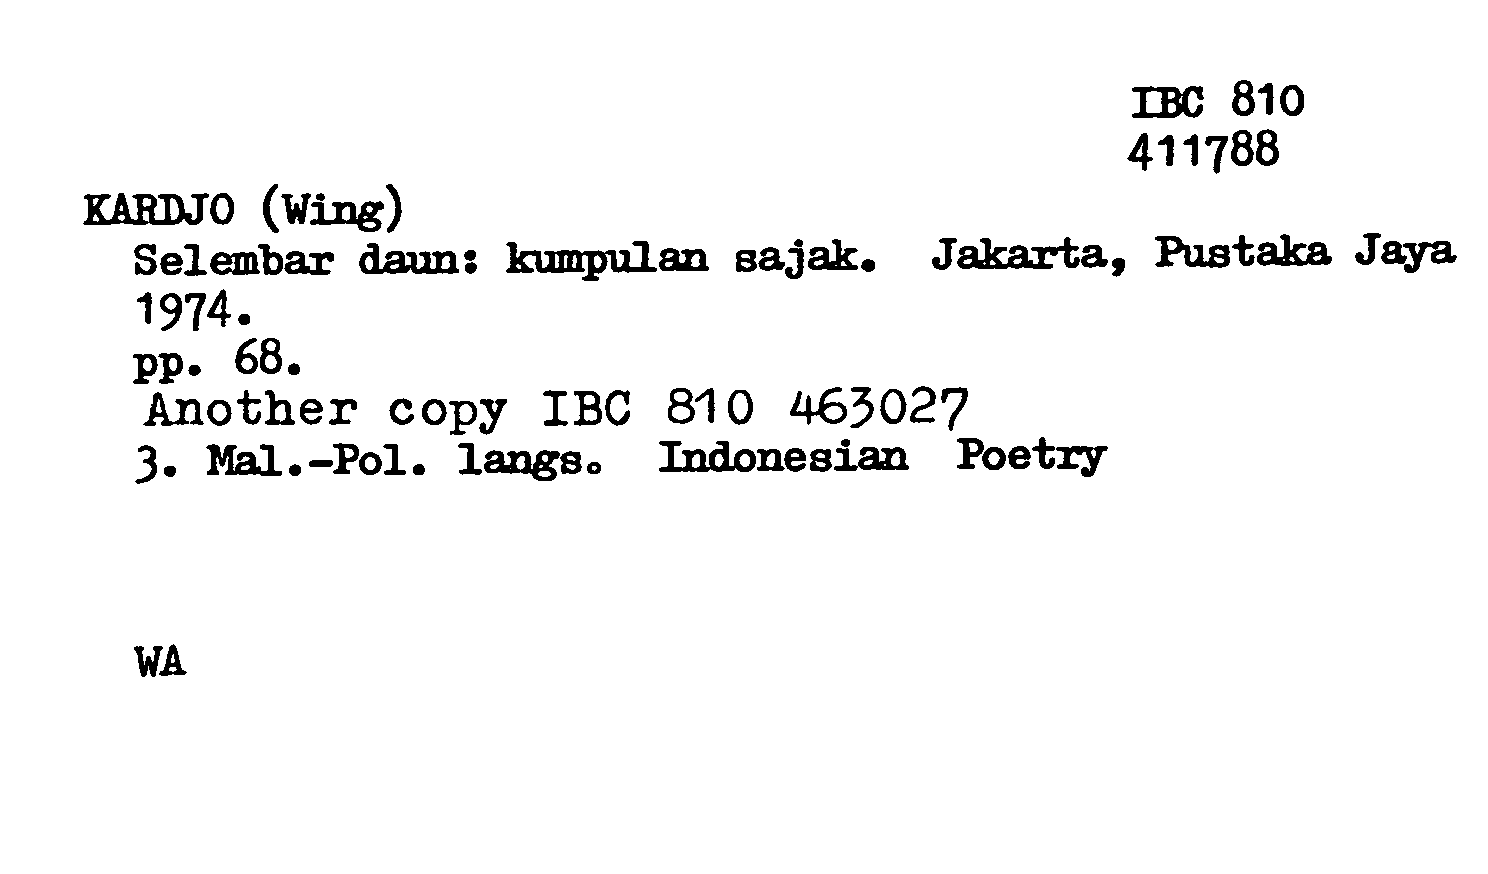 IBC 810
411788
KARDJO (Wing)
Selembar daun: kumpulan sajak. Jakarta, Pustaka Jaya
1974.
pp. 68.
Another copy IBC 810 463027
3. Mal.-Pol. langs. Indonesian Poetry
WA